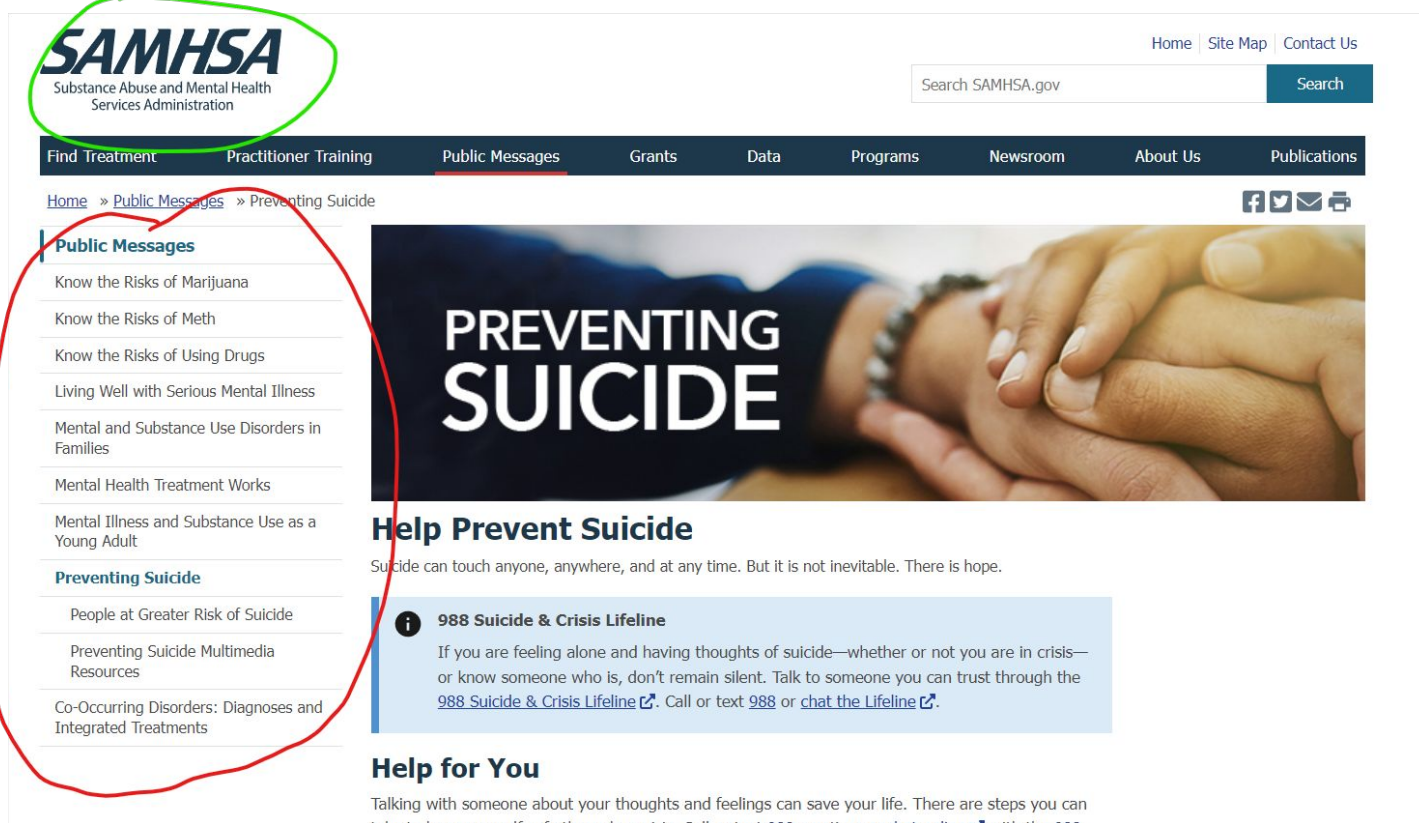 SAMHSA
Substance Abuse and Mental Health
Services Administration
Home Site Map Contact Us
Search SAMHSA.gov Search
Find Treatment Practitioner Training Public Messages Grants Data Programs Newsroom About Us Publications
Home » Public Messages » Preventing Suicide
Public Messages
Know the Risks of Marijuana
Know the Risks of Meth
Know the Risks of Using Drugs
Living Well with Serious Mental Illness
Mental and Substance Use Disorders in
Families
Mental Health Treatment Works
Mental Illness and Substance Use as a
Young Adult
Preventing Suicide
People at Greater Risk of Suicide
Preventing Suicide Multimedia
Resources
Co-Occurring Disorders: Diagnoses and
Integrated Treatments
PREVENTING
SUICIDE
Help Prevent Suicide
Suicide can touch anyone, anywhere, and at any time. But it is not inevitable. There is hope.
988 Suicide & Crisis Lifeline
If you are feeling alone and having thoughts of suicide—whether or not you are in crisis—
or know someone who is, don’t remain silent. Talk to someone you can trust through the
988 Suicide & Crisis Lifeline. Call or text 988 or chat the Lifeline.
Help for You
Talking with someone about your thoughts and feelings can save your life. There are steps you can